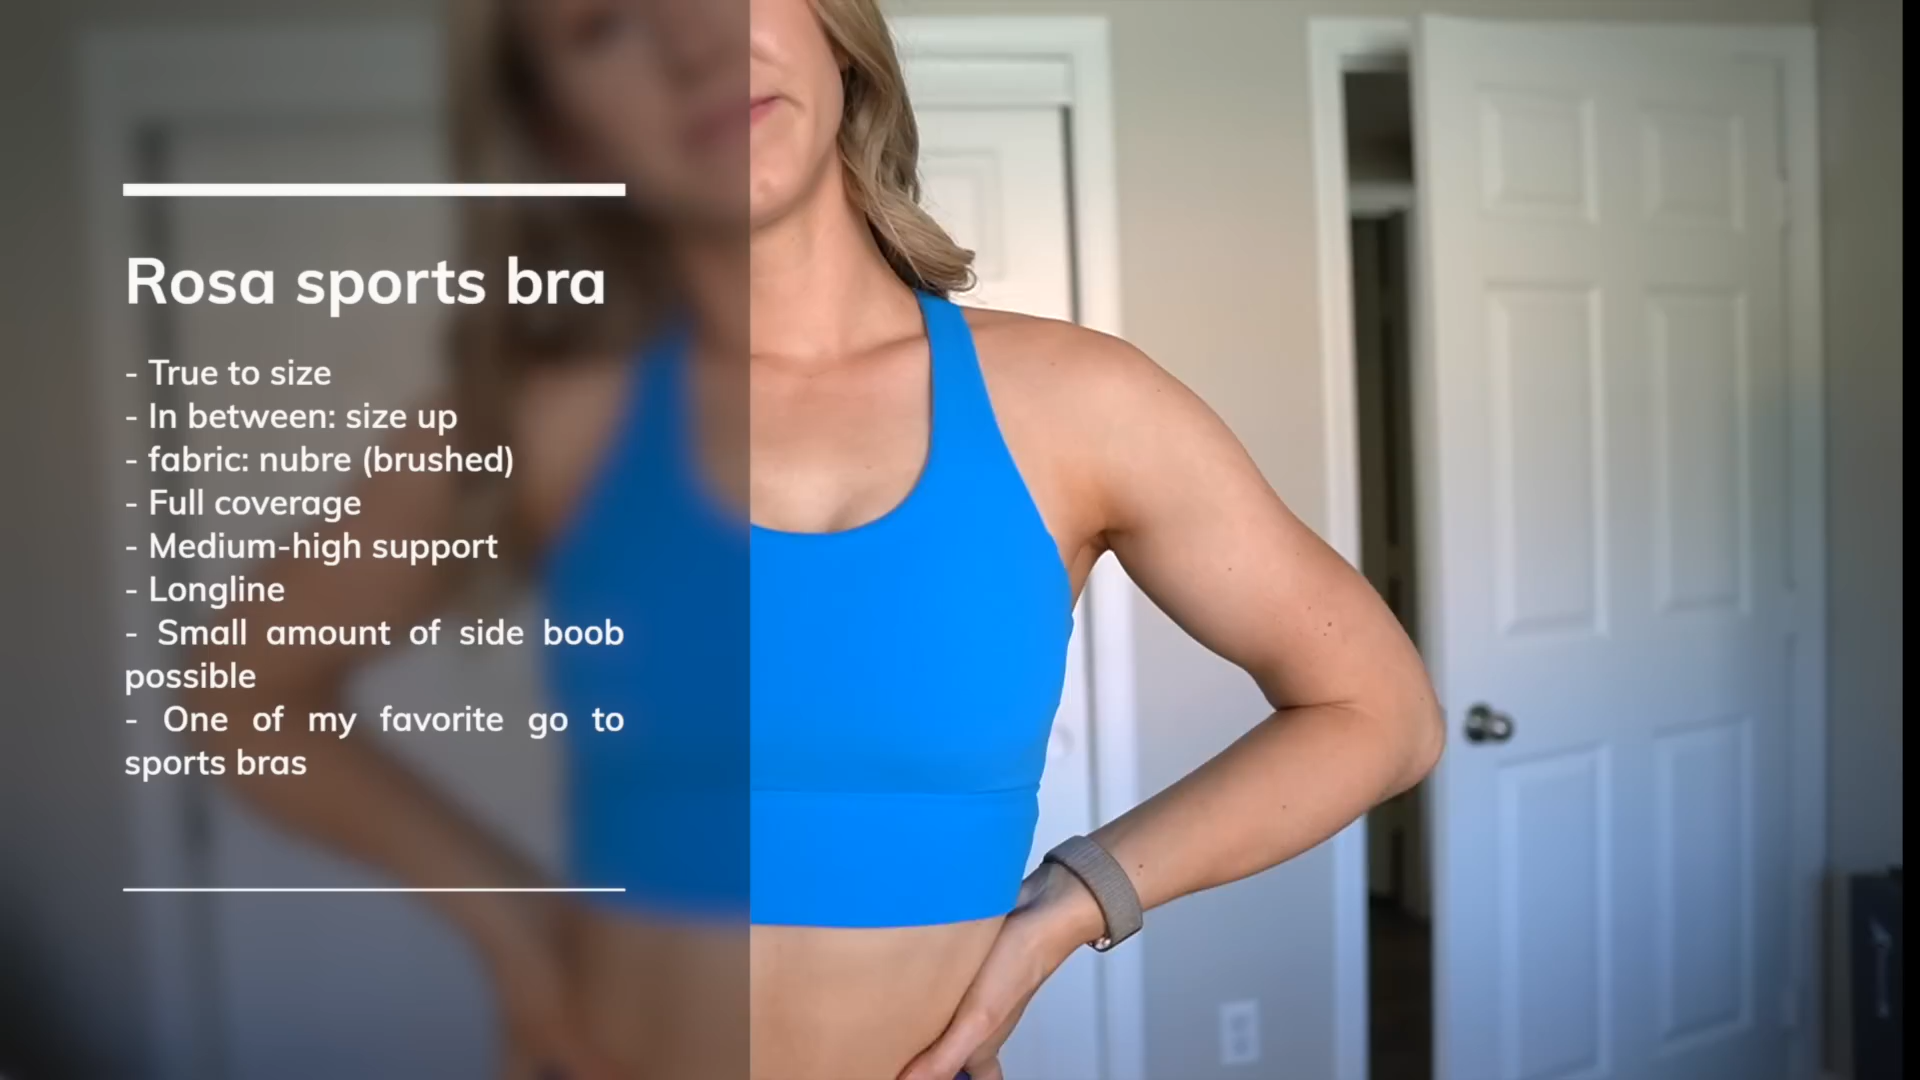 Rosa sports bra
- True to size
- In between: size up
- fabric: nubre (brushed)
- Full coverage
- Medium-high support
- Longline
- Small amount of side boob
possible
- One of my favorite go to
sports bras